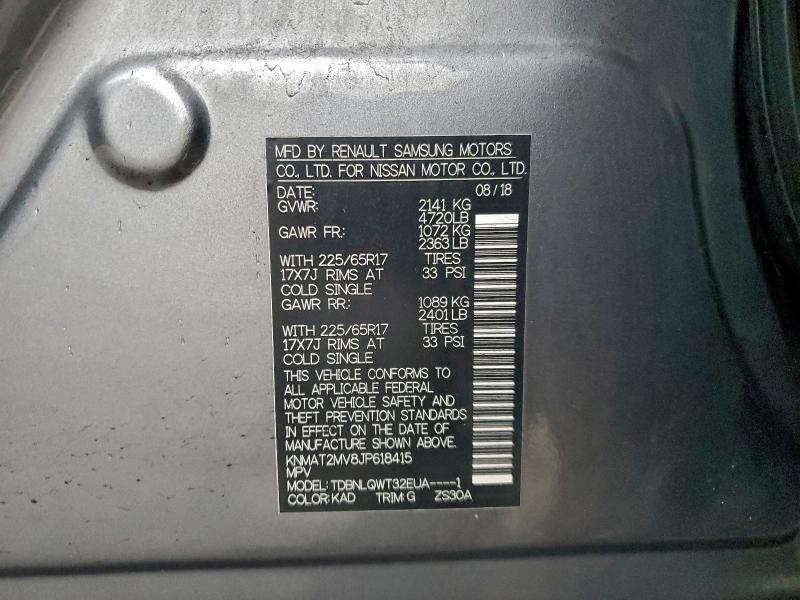 MFD BY RENAULT SAMSUNG MOTORS
CO., LTD. FOR NISSAN MOTOR CO., LTD.
DATE: 08/18
GVWR: 2141 KG
4720LB
GAWR FR.: 1072 KG
2363 LB
WITH 225/65R17 TIRES
17X7J RIMS AT 33 PSI
COLD SINGLE
GAWR RR.: 1089 KG
2401 LB
WITH 225/65R17 TIRES
17X7J RIMS AT 33 PSI
COLD SINGLE
THIS VEHICLE CONFORMS TO
ALL APPLICABLE FEDERAL
MOTOR VEHICLE SAFETY AND
THEFT PREVENTION STANDARDS
IN EFFECT ON THE DATE OF
MANUFACTURE SHOWN ABOVE.
KNMAT2MV8JP618415
MPV
MODEL: TDBNLQWT32EUA----1
COLOR: KAD TRIM: G ZS30A